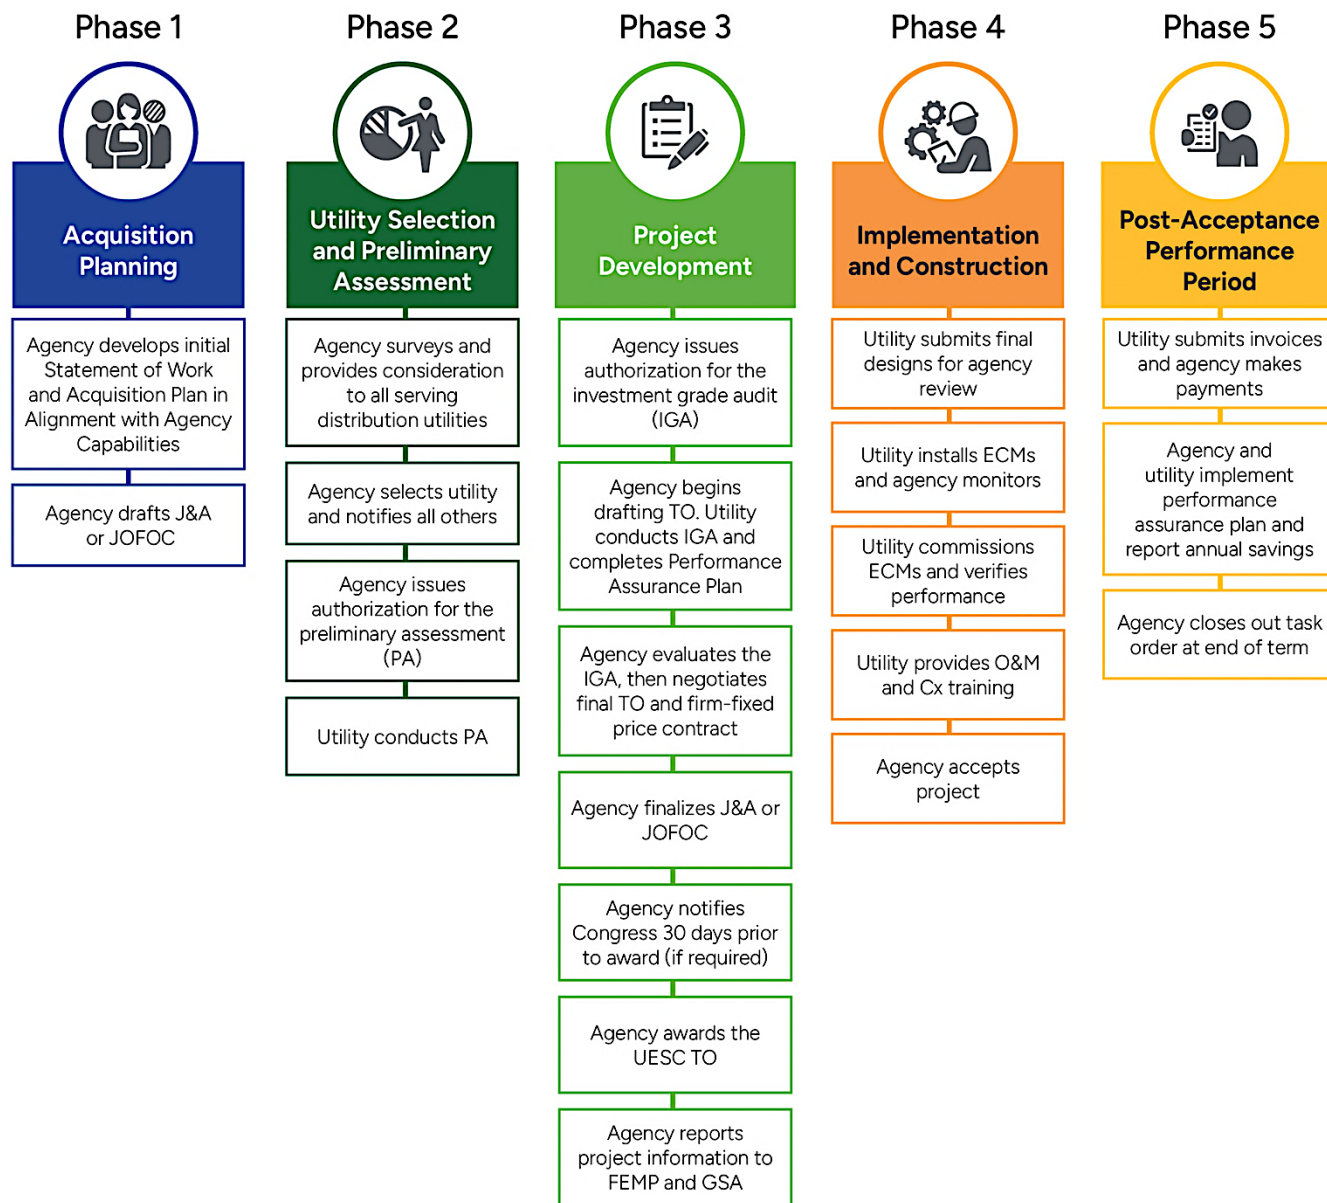 Phase 1
Acquisition
Planning
Agency develops initial
Statement of Work
and Acquisition Plan in
Alignment with Agency
Capabilities
Agency drafts J&A
or JOFOC
Phase 2
Utility Selection
and Preliminary
Assessment
Agency surveys and
provides consideration
to all serving
distribution utilities
Agency selects utility
and notifies all others
Agency issues
authorization for the
preliminary assessment
(PA)
Utility conducts PA
Phase 3
Project
Development
Agency issues
authorization for the
investment grade audit
(IGA)
Agency begins
drafting TO. Utility
conducts IGA and
completes Performance
Assurance Plan
Agency evaluates the
IGA, then negotiates
final TO and firm-fixed
price contract
Agency finalizes J&A or
JOFOC
Agency notifies
Congress 30 days prior
to award (if required)
Agency awards the
UESC TO
Agency reports
project information to
FEMP and GSA
Phase 4
Implementation
and Construction
Utility submits final
designs for agency
review
Utility installs ECMs
and agency monitors
Utility commissions
ECMs and verifies
performance
Utility provides O&M
and Cx training
Agency accepts
project
Phase 5
Post-Acceptance
Performance
Period
Utility submits invoices
and agency makes
payments
Agency and
utility implement
performance
assurance plan and
report annual savings
Agency closes out task
order at end of term